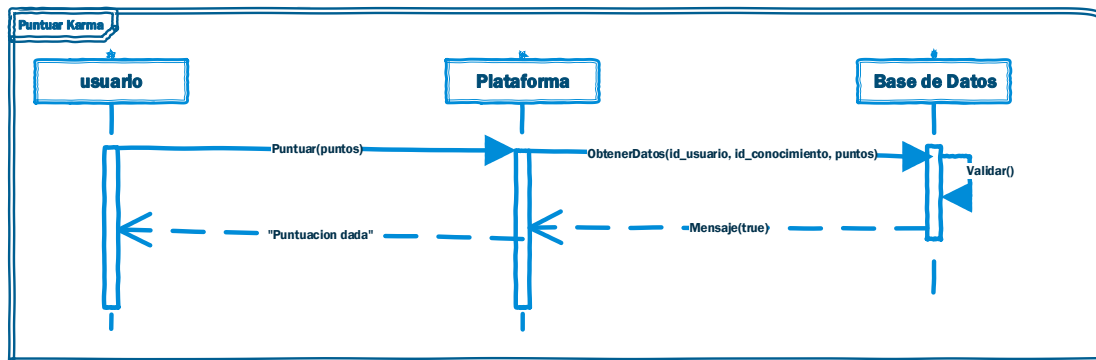 Puntuar Karma
usuario
Plataforma
Base de Datos
Puntuar(puntos)
ObtenerDatos(id_usuario, id_conocimiento, puntos)
Validar()
"Puntuacion dada"
Mensaje(true)